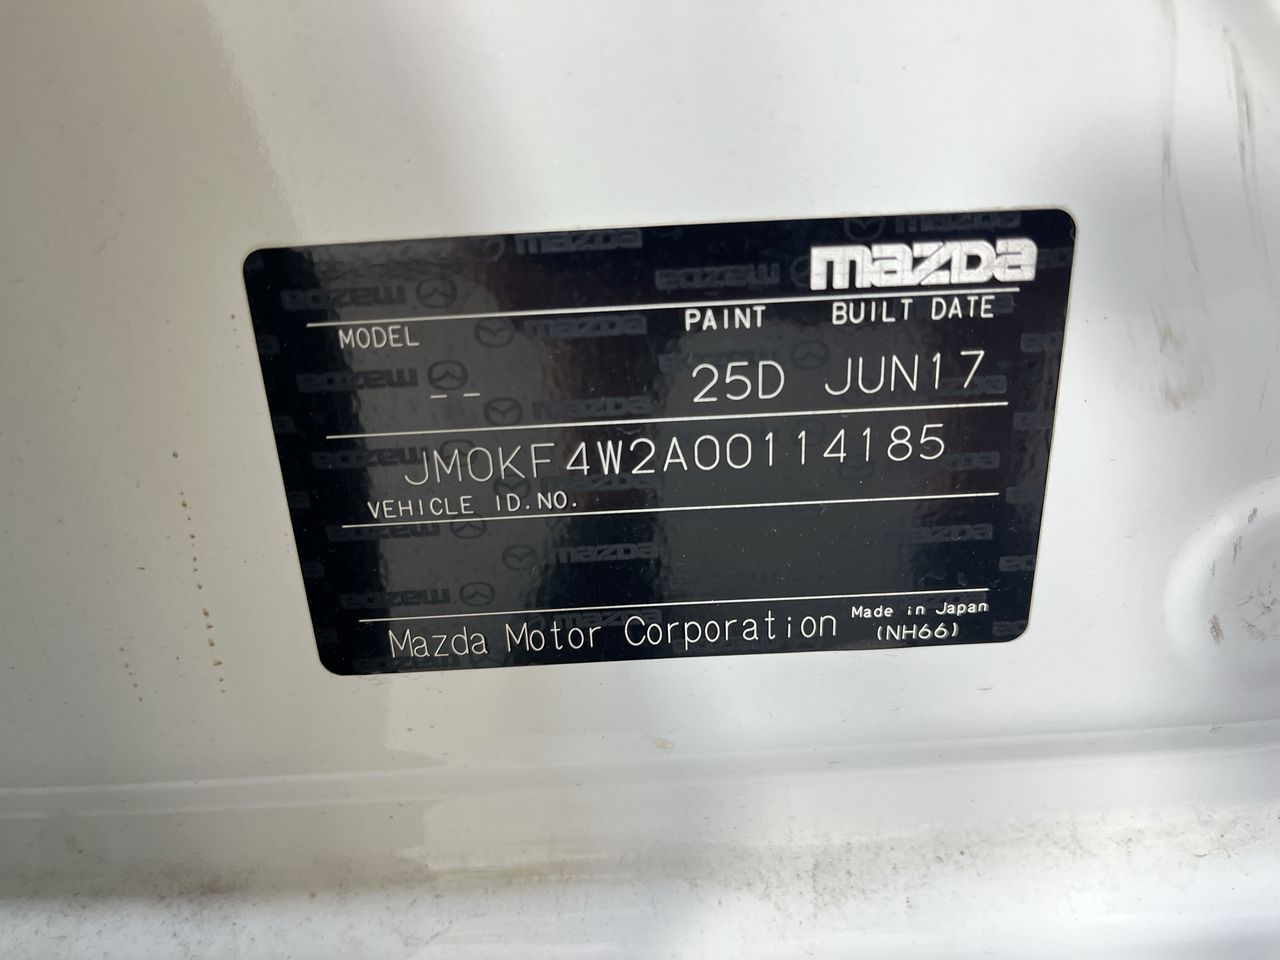 mazda
MODEL PAINT BUILT DATE
-- 25D JUN17
JM0KF4W2A00114185
VEHICLE ID.NO.
Mazda Motor Corporation Made in Japan
(NH66)